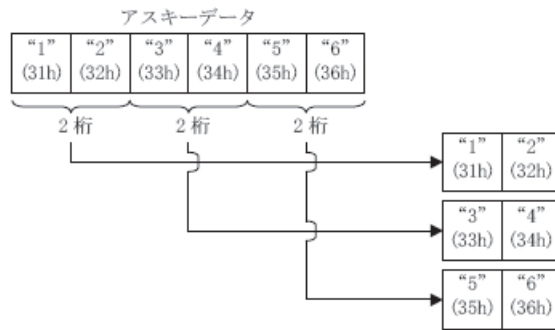 アスキーデータ
“1” “2” “3” “4” “5” “6”
(31h) (32h) (33h) (34h) (35h) (36h)
2桁 2桁 2桁
“1” “2”
(31h) (32h)
“3” “4”
(33h) (34h)
“5” “6”
(35h) (36h)